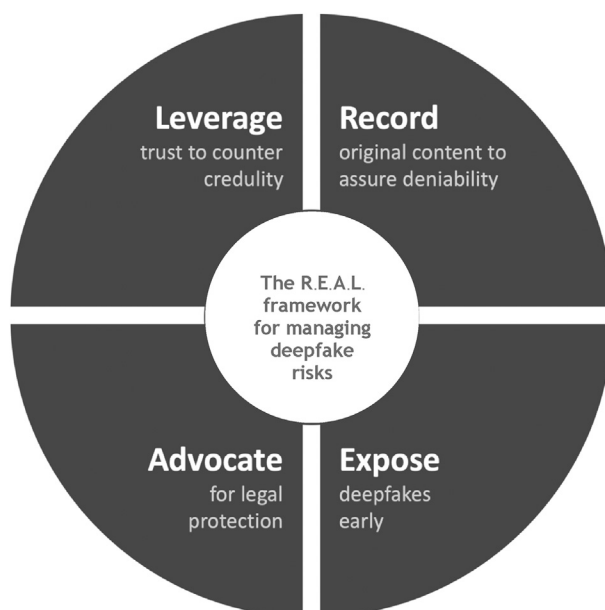 Leverage
trust to counter
credulity
Record
original content to
assure deniability
The R.E.A.L.
framework
for managing
deepfake
risks
Advocate
for legal
protection
Expose
deepfakes
early